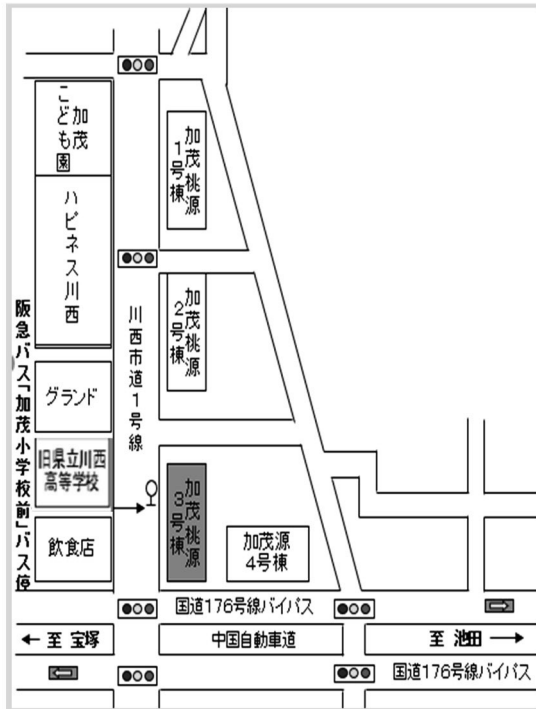 加茂
こども園
ハピネス川西
阪急バス「加茂小学校前」バス停
グランド
旧県立川西
高等学校
飲食店
川西市道1号線
加茂桃源
1号棟
加茂桃源
2号棟
加茂桃源
3号棟
加茂源
4号棟
国道176号線バイパス
← 至 宝塚
中国自動車道
至 池田 →
国道176号線バイパス